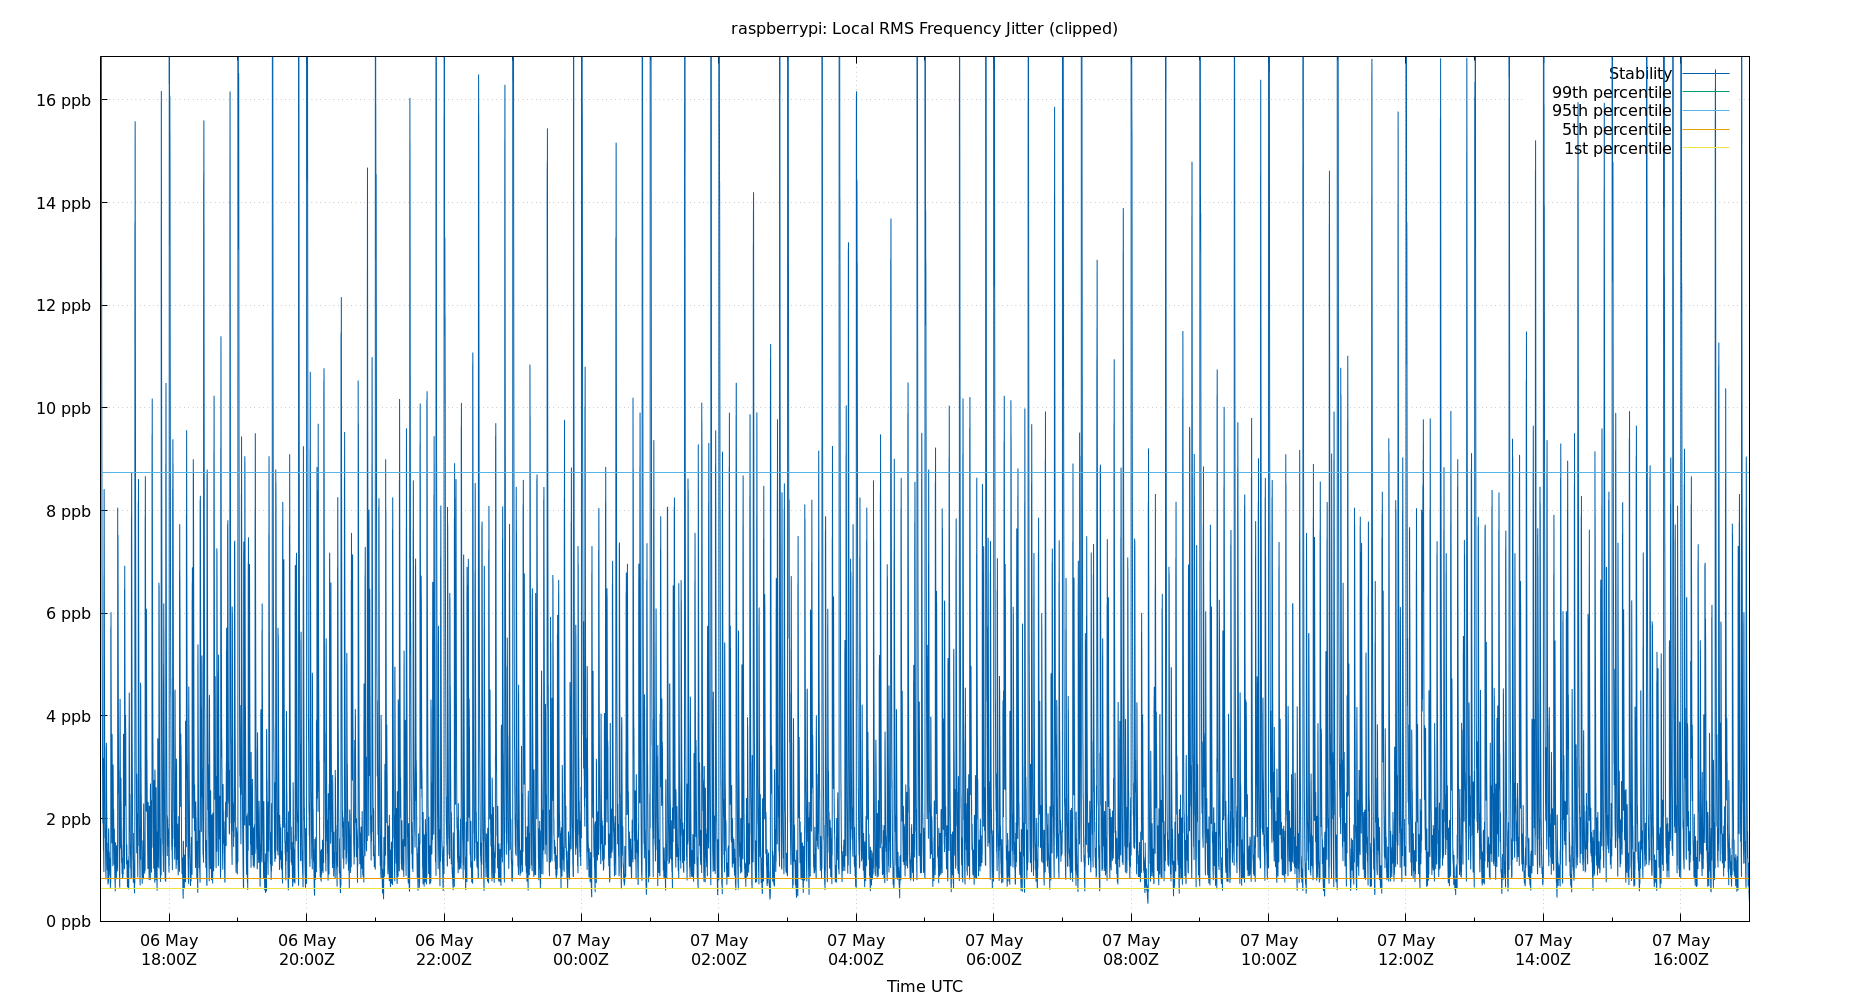 raspberrypi: Local RMS Frequency Jitter (clipped)
16 ppb
14 ppb
12 ppb
10 ppb
8 ppb
6 ppb
4 ppb
2 ppb
0 ppb
Stability
99th percentile
95th percentile
5th percentile
1st percentile
06 May 06 May 06 May 07 May 07 May 07 May 07 May 07 May 07 May 07 May 07 May 07 May
18:00Z 20:00Z 22:00Z 00:00Z 02:00Z 04:00Z 06:00Z 08:00Z 10:00Z 12:00Z 14:00Z 16:00Z
Time UTC